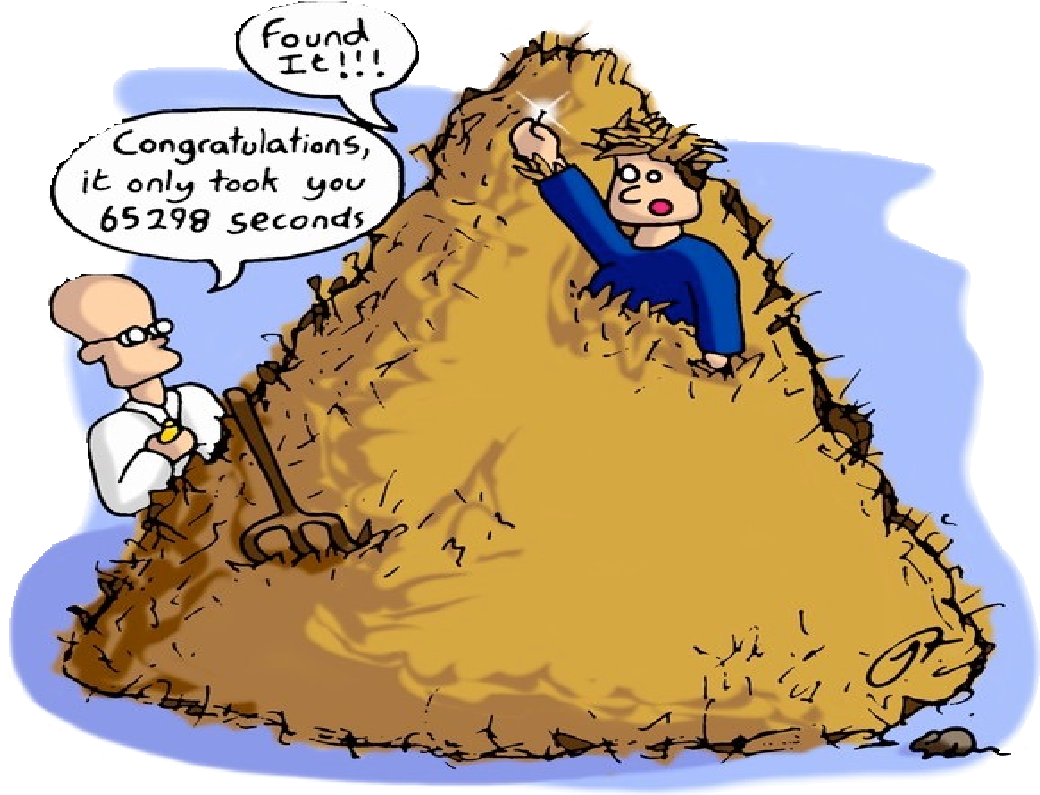 Found
It!!!
Congratulations,
it only took you
65298 seconds